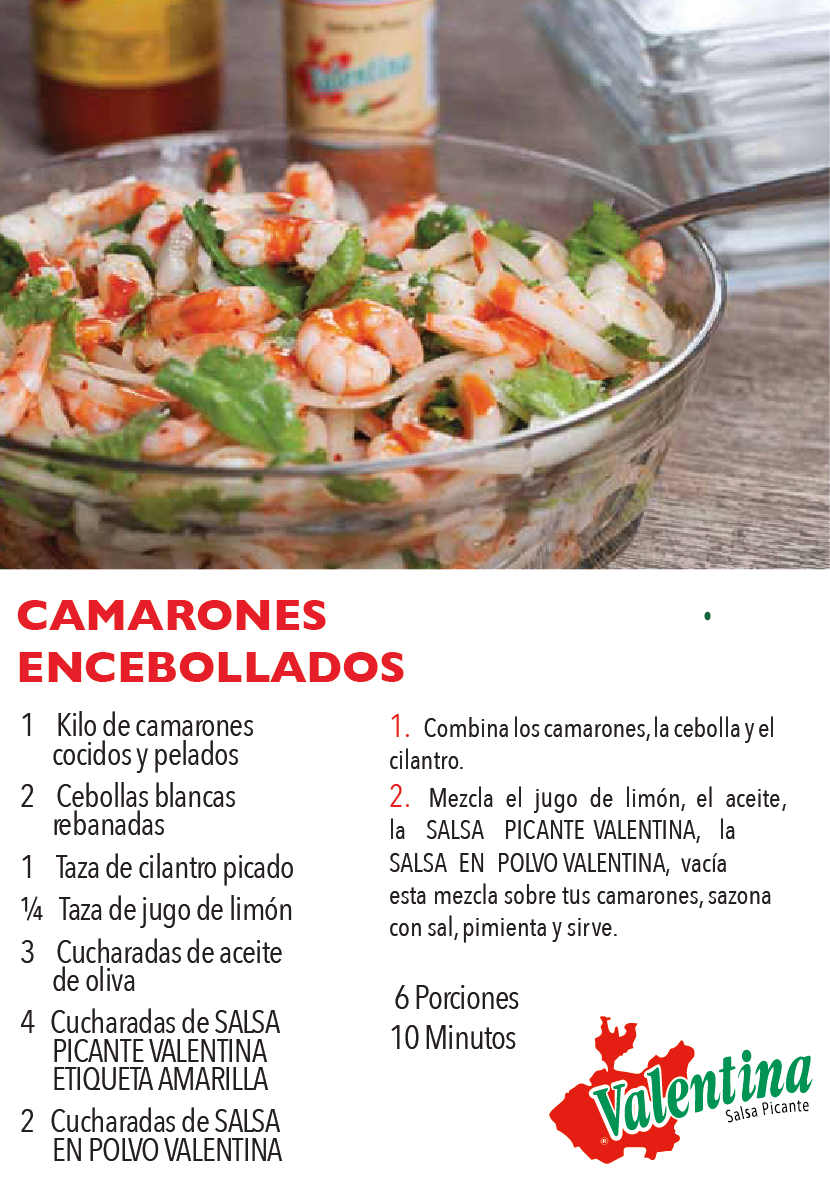 Valentina
CAMARONES
ENCEBOLLADOS
1 Kilo de camarones
cocidos y pelados
2 Cebollas blancas
rebanadas
1 Taza de cilantro picado
¼ Taza de jugo de limón
3 Cucharadas de aceite
de oliva
4 Cucharadas de SALSA
PICANTE VALENTINA
ETIQUETA AMARILLA
2 Cucharadas de SALSA
EN POLVO VALENTINA
1. Combina los camarones, la cebolla y el
cilantro.
2. Mezcla el jugo de limón, el aceite,
la SALSA PICANTE VALENTINA, la
SALSA EN POLVO VALENTINA, vacía
esta mezcla sobre tus camarones, sazona
con sal, pimienta y sirve.
6 Porciones
10 Minutos
Valentina
Salsa Picante
®